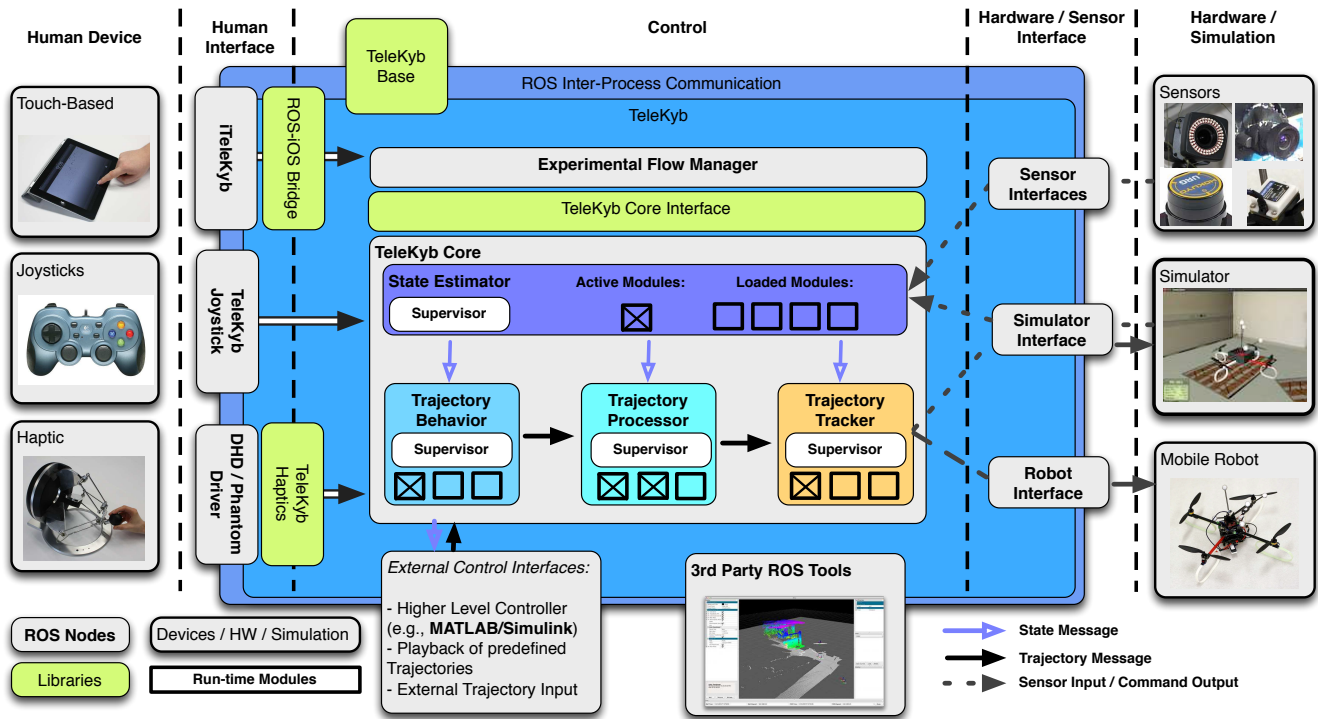 Human Device
Human
Interface
Control
Hardware / Sensor
Interface
Hardware /
Simulation
TeleKyb
Base
ROS Inter-Process Communication
TeleKyb
Touch-Based
iTeleKyb
ROS-iOS Bridge
Experimental Flow Manager
TeleKyb Core Interface
Sensor
Interfaces
Sensors
TeleKyb Core
State Estimator
Supervisor
Active Modules:
Loaded Modules:
Joysticks
TeleKyb
Joystick
Simulator
Interface
Simulator
Trajectory
Behavior
Supervisor
Trajectory
Processor
Supervisor
Trajectory
Tracker
Supervisor
Haptic
DHD / Phantom
Driver
TeleKyb
Haptics
Robot
Interface
Mobile Robot
External Control Interfaces:
- Higher Level Controller
(e.g., MATLAB/Simulink)
- Playback of predefined
Trajectories
- External Trajectory Input
3rd Party ROS Tools
ROS Nodes
Devices / HW / Simulation
Libraries
Run-time Modules
State Message
Trajectory Message
Sensor Input / Command Output